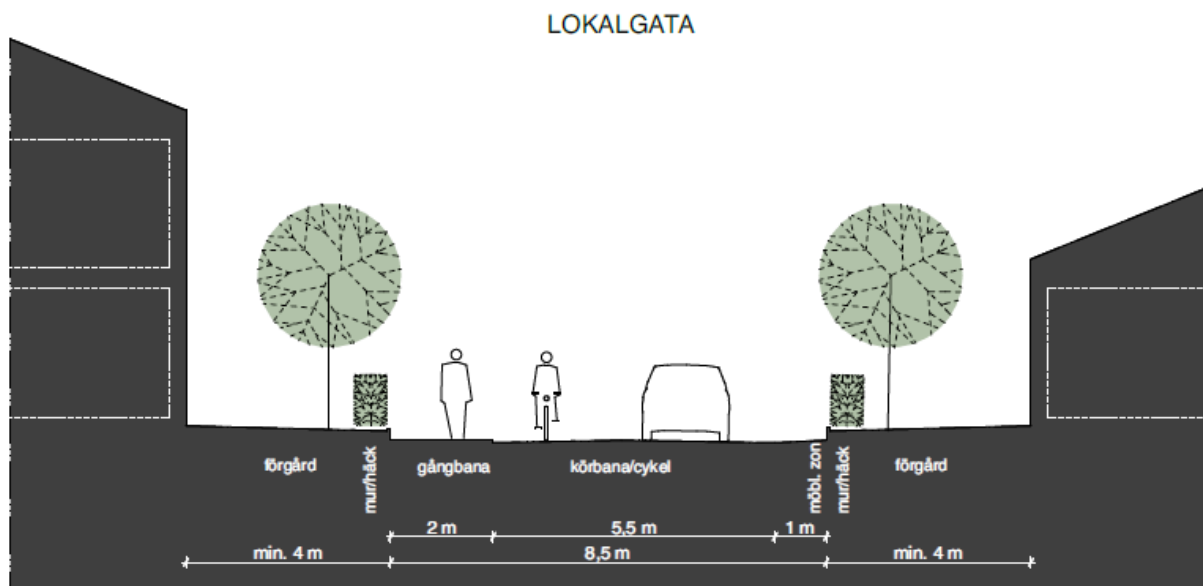 LOKALGATA
förgård
mur/häck
gångbana
körbana/cykel
möbl. zon
mur/häck
förgård
2 m
5,5 m
1 m
min. 4 m
8,5 m
min. 4 m